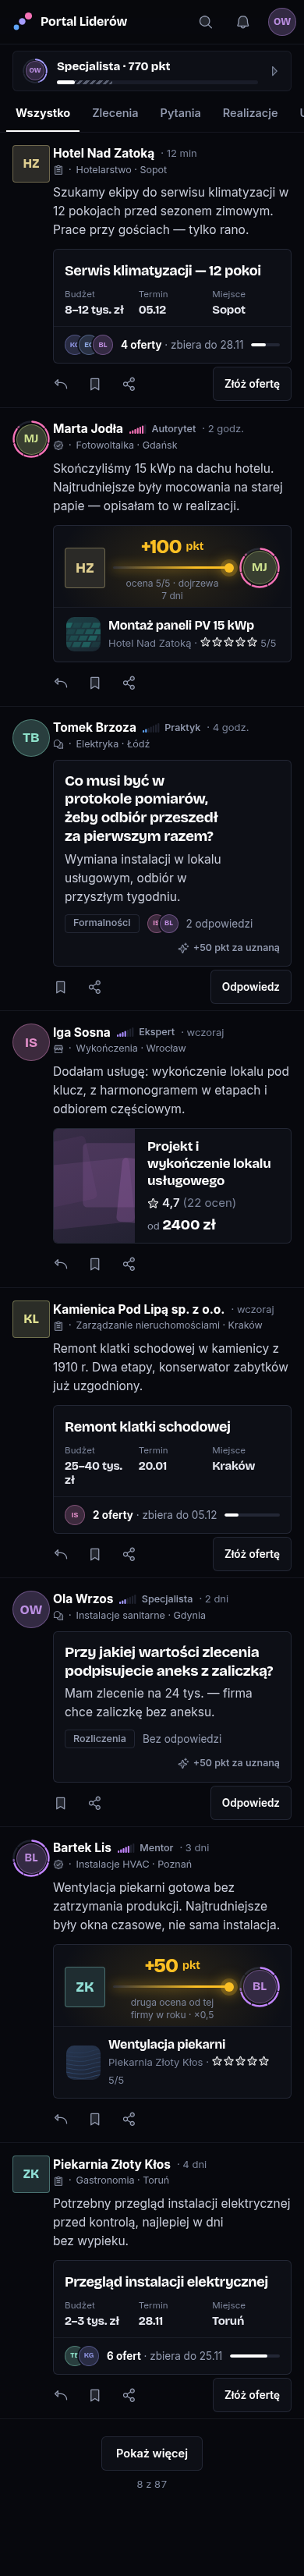 Portal Liderów
OW
OW
Specjalista · 770 pkt
Wszystko
Zlecenia
Pytania
Realizacje
HZ
Hotel Nad Zatoką · 12 min
· Hotelarstwo · Sopot
Szukamy ekipy do serwisu klimatyzacji w
12 pokojach przed sezonem zimowym.
Prace przy gościach — tylko rano.
Serwis klimatyzacji — 12 pokoi
Budżet
Termin
Miejsce
8–12 tys. zł
05.12
Sopot
KG
BL
4 oferty · zbiera do 28.11
Złóż ofertę
MJ
Marta Jodła
Autorytet · 2 godz.
· Fotowoltaika · Gdańsk
Skończyliśmy 15 kWp na dachu hotelu.
Najtrudniejsze były mocowania na starej
papie — opisałam to w realizacji.
HZ
+100 pkt
MJ
ocena 5/5 · dojrzewa
7 dni
Montaż paneli PV 15 kWp
Hotel Nad Zatoką · 5/5
TB
Tomek Brzoza
Praktyk · 4 godz.
· Elektryka · Łódź
Co musi być w
protokole pomiarów,
żeby odbiór przeszedł
za pierwszym razem?
Wymiana instalacji w lokalu
usługowym, odbiór w
przyszłym tygodniu.
Formalności
IS
BL
2 odpowiedzi
+50 pkt za uznaną
Odpowiedz
IS
Iga Sosna
Ekspert · wczoraj
· Wykończenia · Wrocław
Dodałam usługę: wykończenie lokalu pod
klucz, z harmonogramem w etapach i
odbiorem częściowym.
Projekt i
wykończenie lokalu
usługowego
4,7 (22 ocen)
od 2400 zł
KL
Kamienica Pod Lipą sp. z o.o. · wczoraj
· Zarządzanie nieruchomościami · Kraków
Remont klatki schodowej w kamienicy z
1910 r. Dwa etapy, konserwator zabytków
już uzgodniony.
Remont klatki schodowej
Budżet
Termin
Miejsce
25–40 tys.
zł
20.01
Kraków
IS
2 oferty · zbiera do 05.12
Złóż ofertę
OW
Ola Wrzos
Specjalista · 2 dni
· Instalacje sanitarne · Gdynia
Przy jakiej wartości zlecenia
podpisujecie aneks z zaliczką?
Mam zlecenie na 24 tys. — firma
chce zaliczkę bez aneksu.
Rozliczenia
Bez odpowiedzi
+50 pkt za uznaną
Odpowiedz
BL
Bartek Lis
Mentor · 3 dni
· Instalacje HVAC · Poznań
Wentylacja piekarni gotowa bez
zatrzymania produkcji. Najtrudniejsze
były okna czasowe, nie sama instalacja.
ZK
+50 pkt
BL
druga ocena od tej
firmy w roku · ×0,5
Wentylacja piekarni
Piekarnia Złoty Kłos ·
5/5
ZK
Piekarnia Złoty Kłos · 4 dni
· Gastronomia · Toruń
Potrzebny przegląd instalacji elektrycznej
przed kontrolą, najlepiej w dni
bez wypieku.
Przegląd instalacji elektrycznej
Budżet
Termin
Miejsce
2–3 tys. zł
28.11
Toruń
TB
KG
6 ofert · zbiera do 25.11
Złóż ofertę
Pokaż więcej
8 z 87